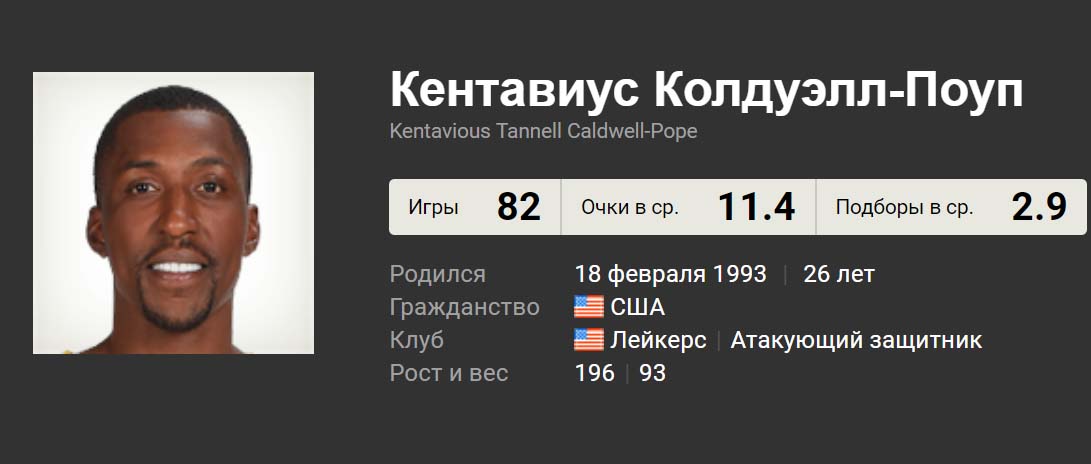 Кентавиус Колдуэлл-Поуп
Kentavious Tannell Caldwell-Pope
Игры 82 Очки в ср. 11.4 Подборы в ср. 2.9
Родился 18 февраля 1993 | 26 лет
Гражданство США
Клуб Лейкерс | Атакующий защитник
Рост и вес 196 | 93